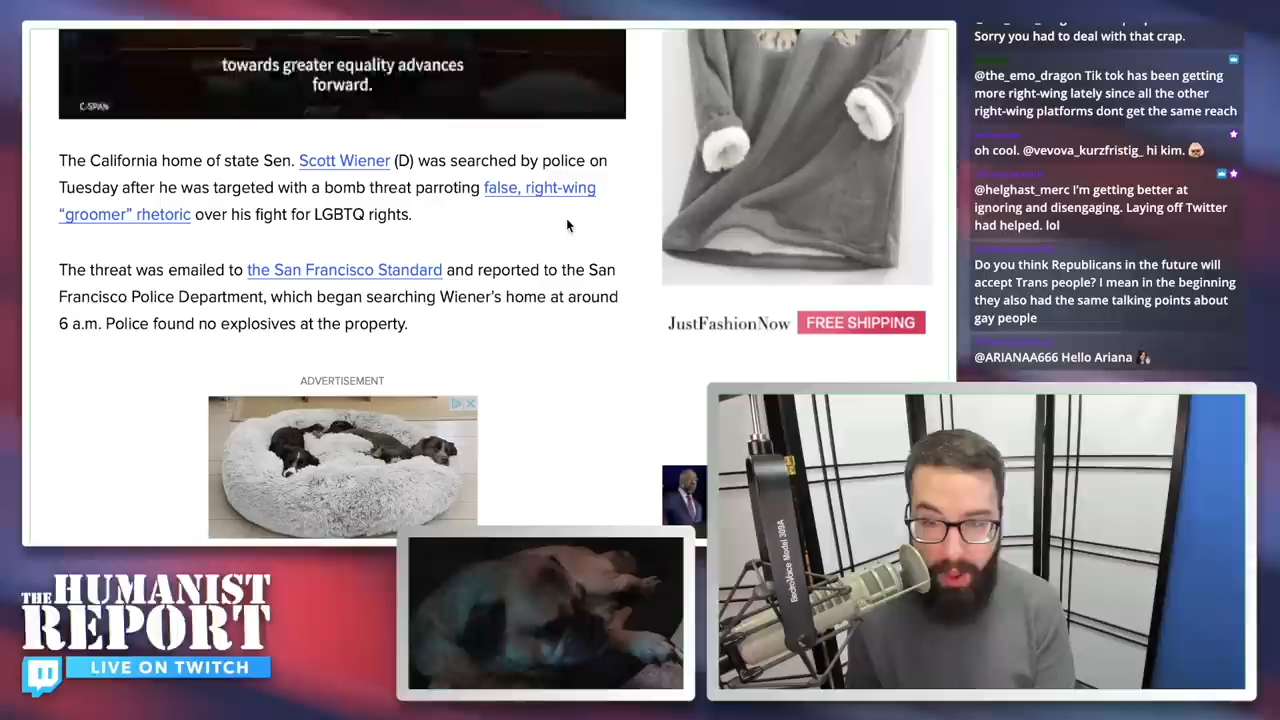 towards greater equality advances
forward.
C-SPAN
The California home of state Sen. Scott Wiener (D) was searched by police on
Tuesday after he was targeted with a bomb threat parroting false, right-wing
“groomer” rhetoric over his fight for LGBTQ rights.
The threat was emailed to the San Francisco Standard and reported to the San
Francisco Police Department, which began searching Wiener’s home at around
6 a.m. Police found no explosives at the property.
ADVERTISEMENT
JustFashionNow FREE SHIPPING
Sorry you had to deal with that crap.
@the_emo_dragon Tik tok has been getting
more right-wing lately since all the other
right-wing platforms dont get the same reach
oh cool. @vevova_kurzfristig_ hi kim.
@helghast_merc I’m getting better at
ignoring and disengaging. Laying off Twitter
had helped. lol
Do you think Republicans in the future will
accept Trans people? I mean in the beginning
they also had the same talking points about
gay people
@ARIANAA666 Hello Ariana
ElectroVoice Model 309A
THE HUMANIST
REPORT
LIVE ON TWITCH